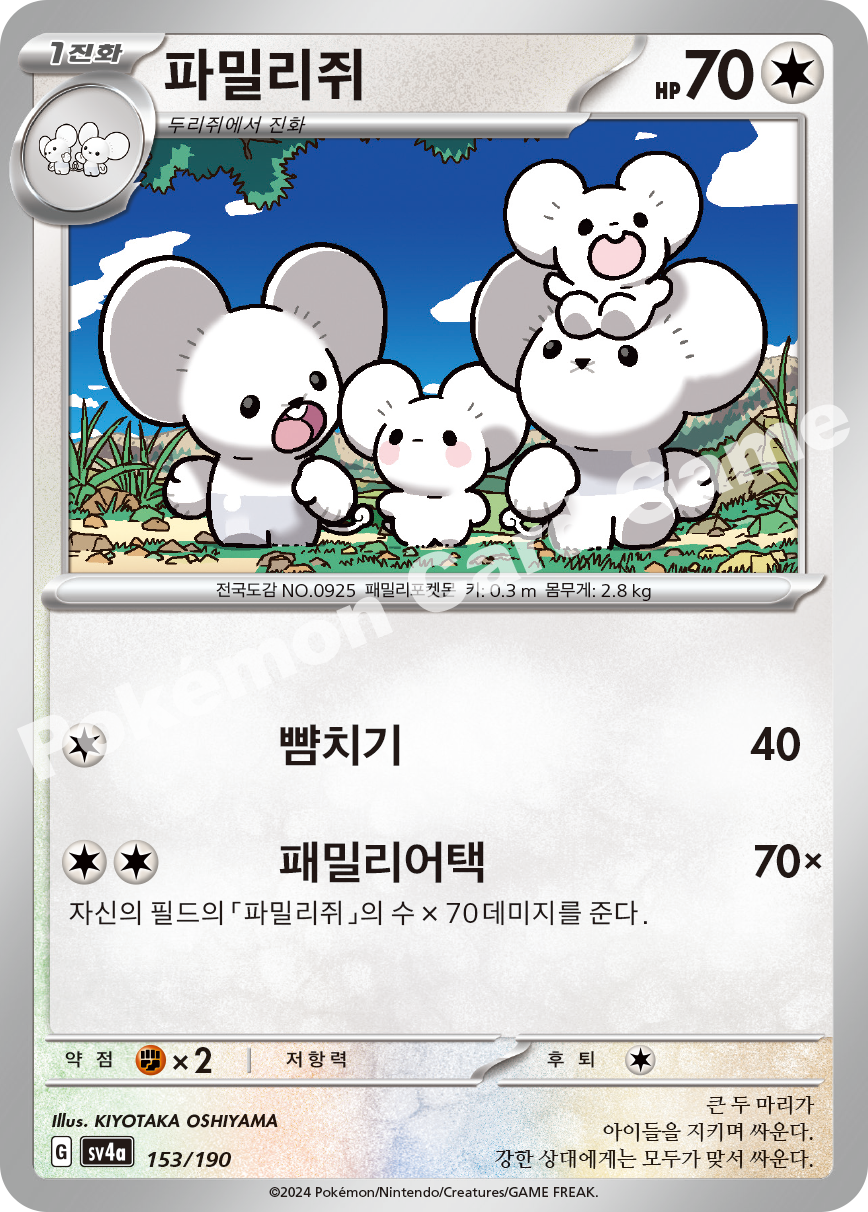 1진화
파밀리쥐
HP 70
두리쥐에서 진화
전국도감 NO.0925 패밀리포켓몬 키: 0.3 m 몸무게: 2.8 kg
Pokémon Card Game
뺨치기 40
패밀리어택 70×
자신의 필드의 「파밀리쥐」의 수 × 70데미지를 준다.
약점 ×2 저항력 후퇴
Illus. KIYOTAKA OSHIYAMA
G sv4a 153/190
큰 두 마리가
아이들을 지키며 싸운다.
강한 상대에게는 모두가 맞서 싸운다.
©2024 Pokémon/Nintendo/Creatures/GAME FREAK.